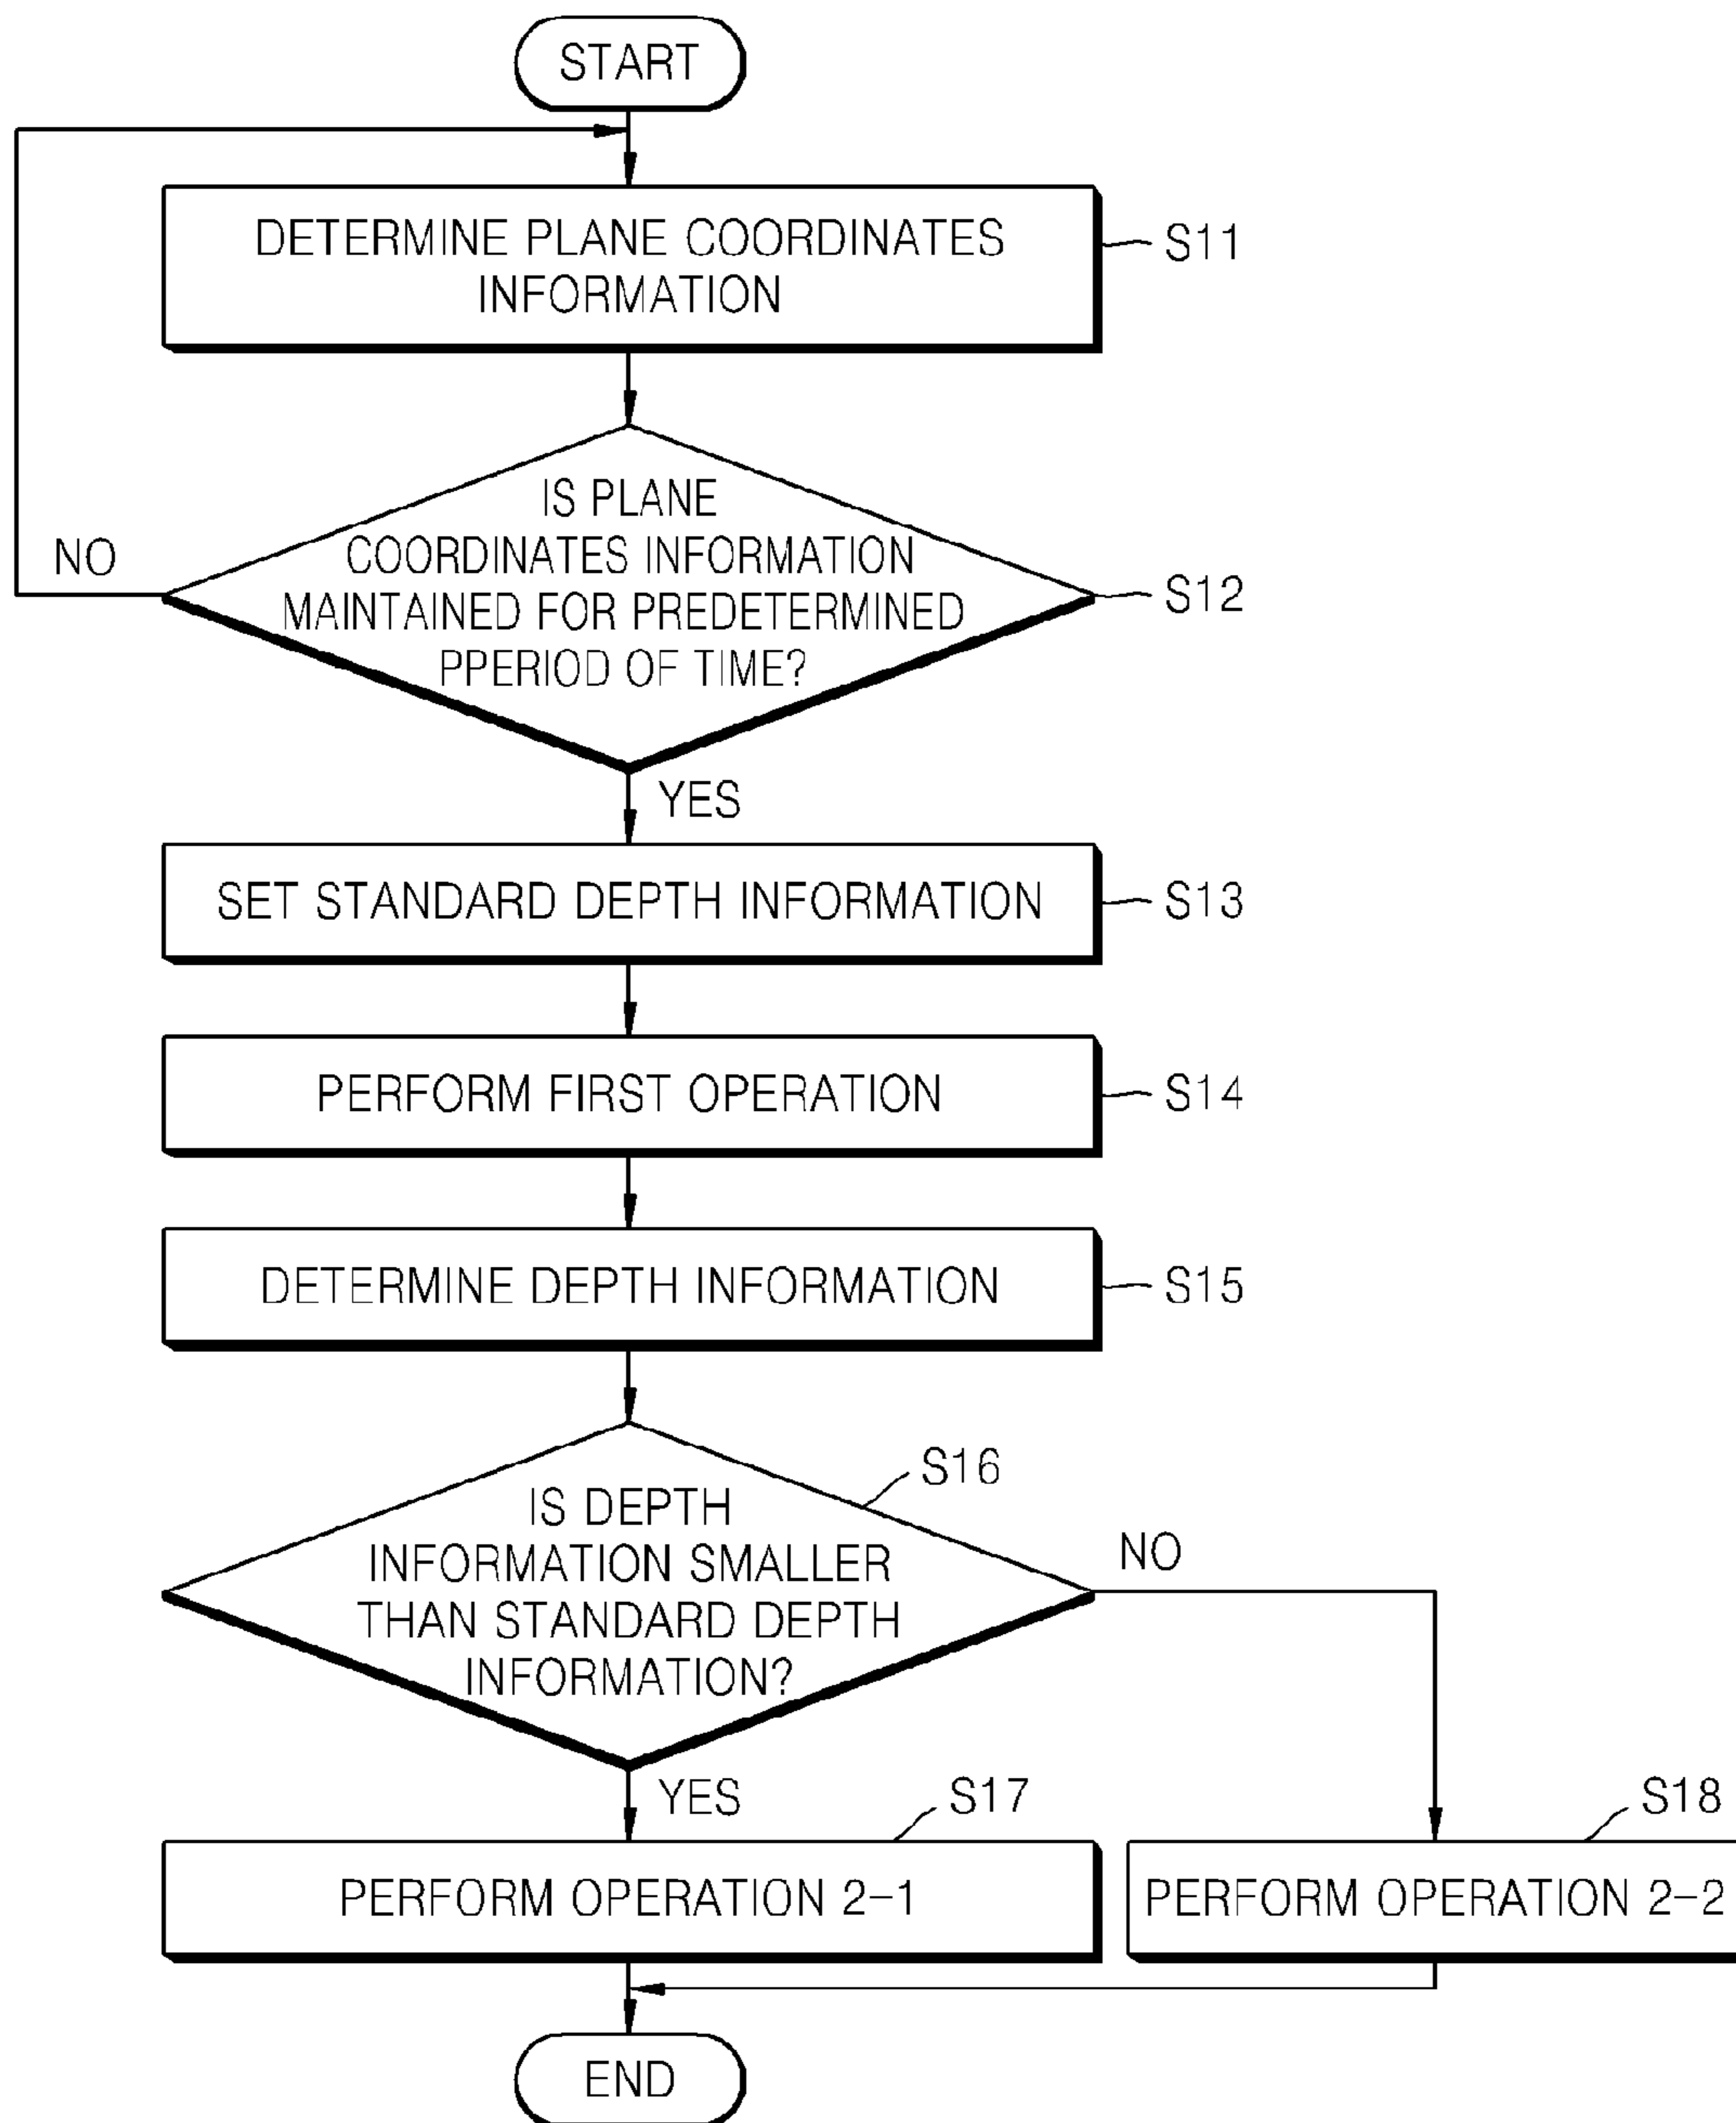 START
DETERMINE PLANE COORDINATES
INFORMATION
S11
IS PLANE
COORDINATES INFORMATION
MAINTAINED FOR PREDETERMINED
PPERIOD OF TIME?
NO
S12
YES
SET STANDARD DEPTH INFORMATION
S13
PERFORM FIRST OPERATION
S14
DETERMINE DEPTH INFORMATION
S15
S16
IS DEPTH
INFORMATION SMALLER
THAN STANDARD DEPTH
INFORMATION?
NO
YES
S17
S18
PERFORM OPERATION 2-1
PERFORM OPERATION 2-2
END